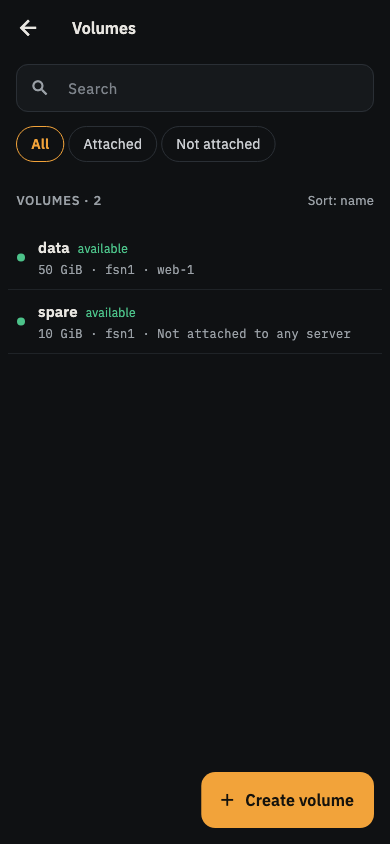 Volumes
Search
All Attached Not attached
VOLUMES · 2 Sort: name
data available
50 GiB · fsn1 · web-1
spare available
10 GiB · fsn1 · Not attached to any server
+ Create volume